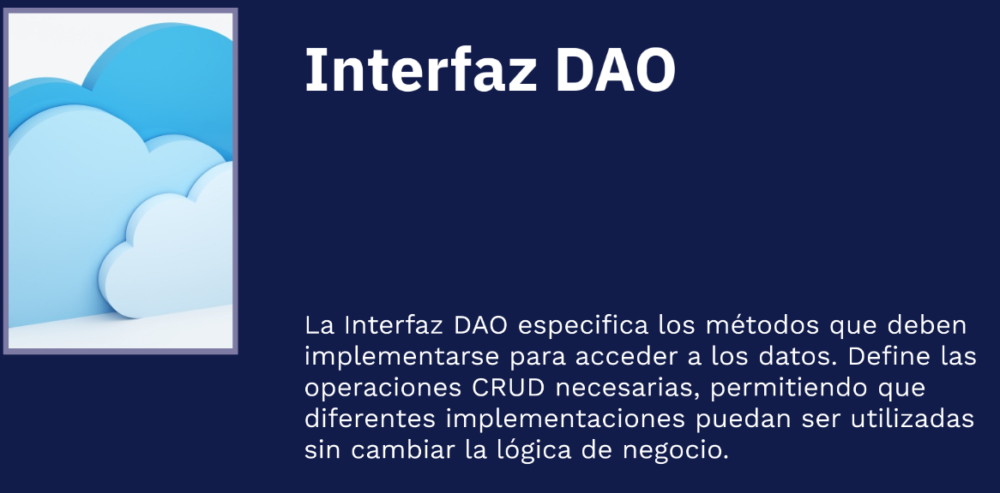 Interfaz DAO
La Interfaz DAO especifica los métodos que deben
implementarse para acceder a los datos. Define las
operaciones CRUD necesarias, permitiendo que
diferentes implementaciones puedan ser utilizadas
sin cambiar la lógica de negocio.